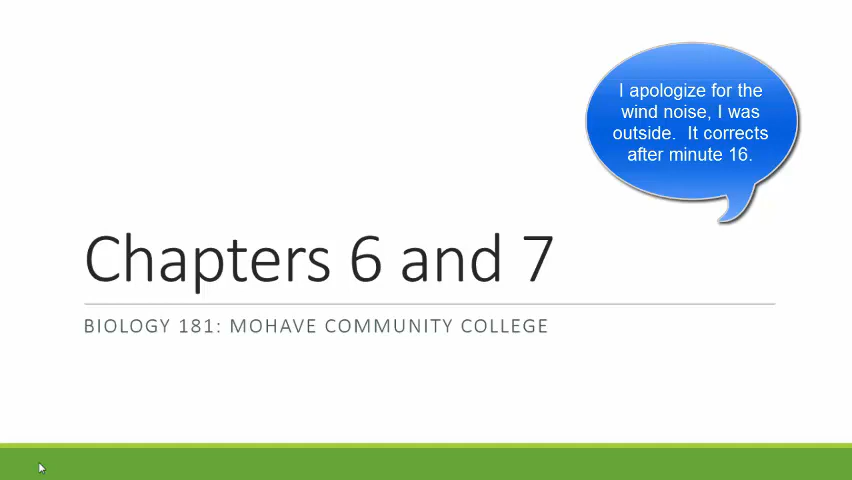 I apologize for the
wind noise, I was
outside.  It corrects
after minute 16.
Chapters 6 and 7
BIOLOGY 181: MOHAVE COMMUNITY COLLEGE